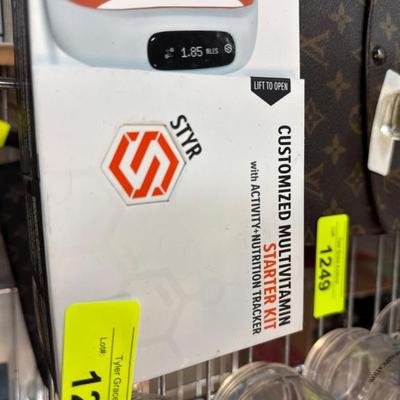 1.85 MILES
LIFT TO OPEN
STYR
CUSTOMIZED MULTIVITAMIN
STARTER KIT
with ACTIVITY+NUTRITION TRACKER
1249
Tyler Grace
Lot#:
12